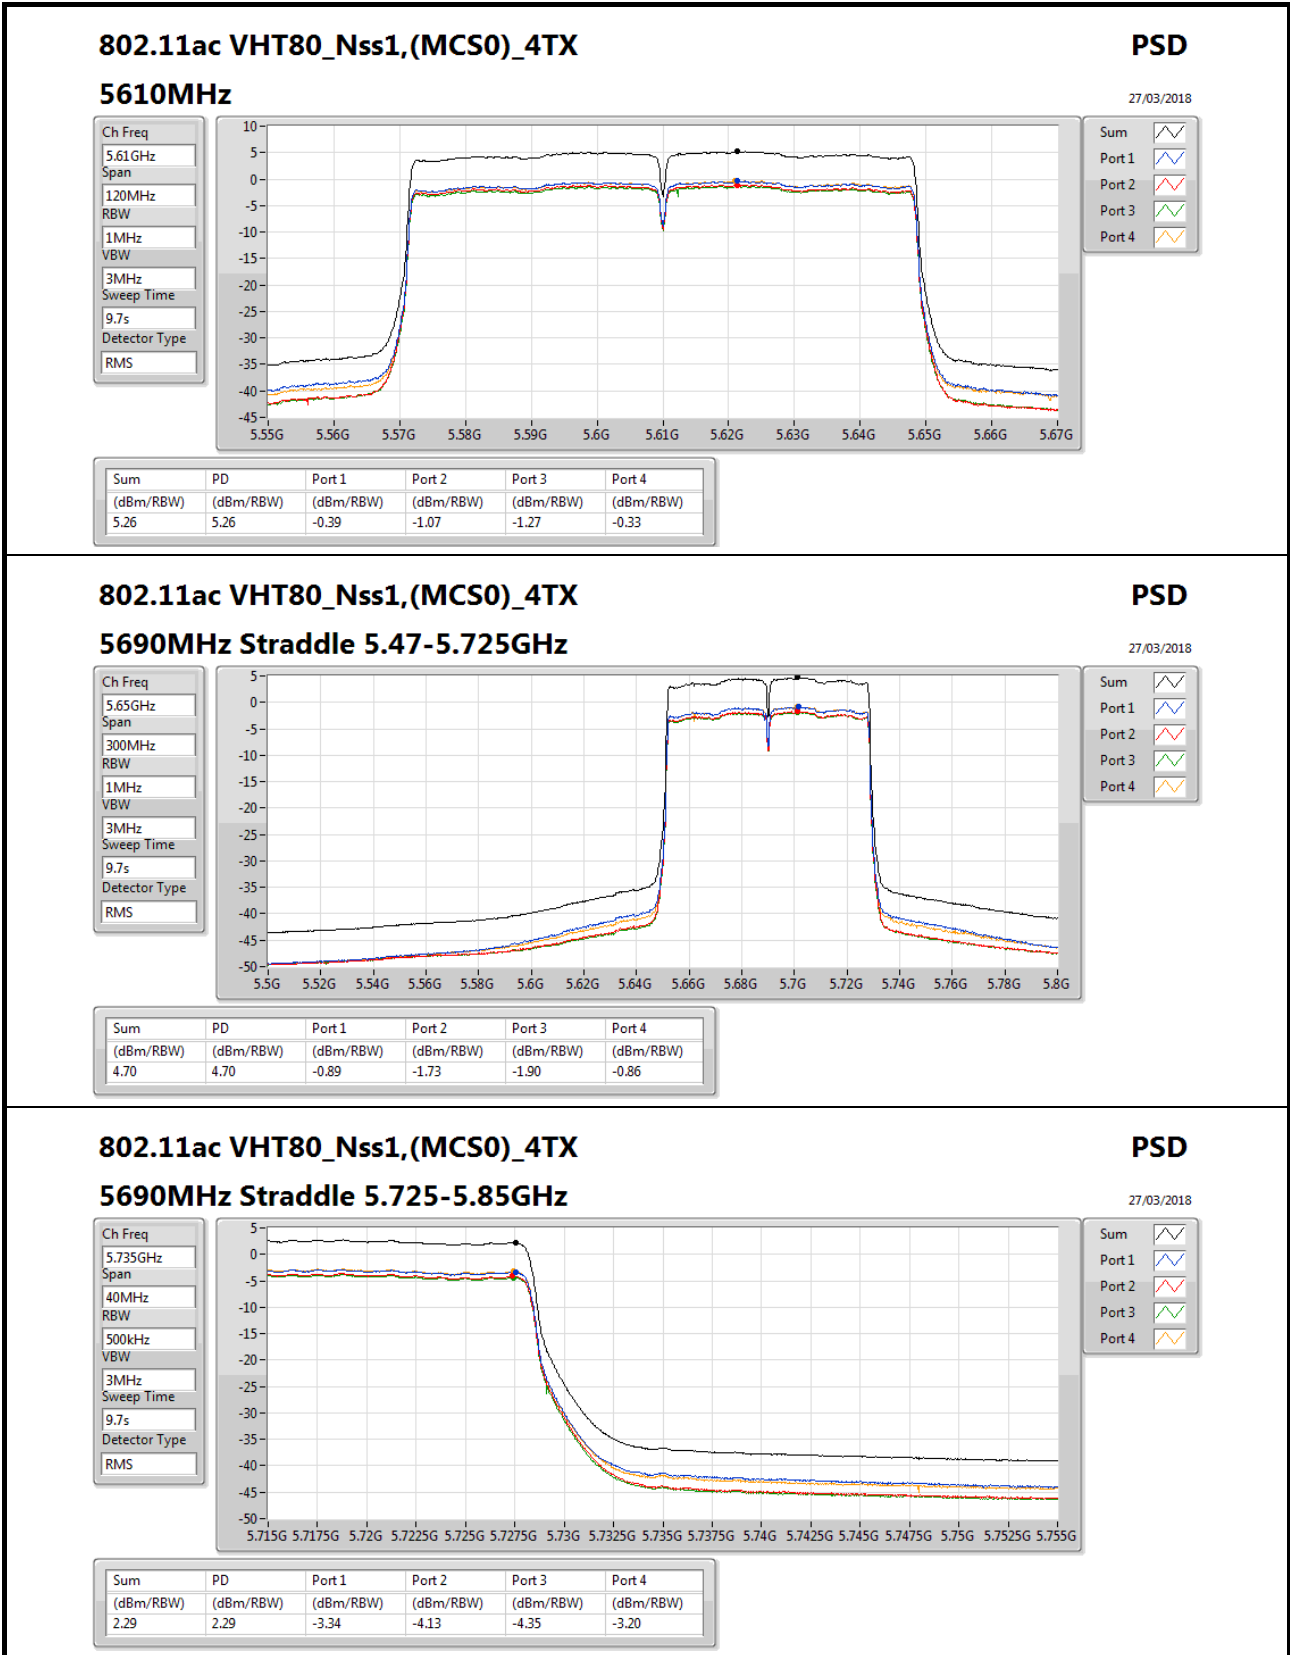 802.11ac VHT80_Nss1,(MCS0)_4TX PSD
5610MHz 27/03/2018
Ch Freq
5.61GHz
Span
120MHz
RBW
1MHz
VBW
3MHz
Sweep Time
9.7s
Detector Type
RMS
10
5
0
-5
-10
-15
-20
-25
-30
-35
-40
-45
5.55G 5.56G 5.57G 5.58G 5.59G 5.6G 5.61G 5.62G 5.63G 5.64G 5.65G 5.66G 5.67G
Sum
Port 1
Port 2
Port 3
Port 4
Sum PD Port 1 Port 2 Port 3 Port 4
(dBm/RBW) (dBm/RBW) (dBm/RBW) (dBm/RBW) (dBm/RBW) (dBm/RBW)
5.26 5.26 -0.39 -1.07 -1.27 -0.33
802.11ac VHT80_Nss1,(MCS0)_4TX PSD
5690MHz Straddle 5.47-5.725GHz 27/03/2018
Ch Freq
5.65GHz
Span
300MHz
RBW
1MHz
VBW
3MHz
Sweep Time
9.7s
Detector Type
RMS
5
0
-5
-10
-15
-20
-25
-30
-35
-40
-45
-50
5.5G 5.52G 5.54G 5.56G 5.58G 5.6G 5.62G 5.64G 5.66G 5.68G 5.7G 5.72G 5.74G 5.76G 5.78G 5.8G
Sum
Port 1
Port 2
Port 3
Port 4
Sum PD Port 1 Port 2 Port 3 Port 4
(dBm/RBW) (dBm/RBW) (dBm/RBW) (dBm/RBW) (dBm/RBW) (dBm/RBW)
4.70 4.70 -0.89 -1.73 -1.90 -0.86
802.11ac VHT80_Nss1,(MCS0)_4TX PSD
5690MHz Straddle 5.725-5.85GHz 27/03/2018
Ch Freq
5.735GHz
Span
40MHz
RBW
500kHz
VBW
3MHz
Sweep Time
9.7s
Detector Type
RMS
5
0
-5
-10
-15
-20
-25
-30
-35
-40
-45
-50
5.715G 5.7175G 5.72G 5.7225G 5.725G 5.7275G 5.73G 5.7325G 5.735G 5.7375G 5.74G 5.7425G 5.745G 5.7475G 5.75G 5.7525G 5.755G
Sum
Port 1
Port 2
Port 3
Port 4
Sum PD Port 1 Port 2 Port 3 Port 4
(dBm/RBW) (dBm/RBW) (dBm/RBW) (dBm/RBW) (dBm/RBW) (dBm/RBW)
2.29 2.29 -3.34 -4.13 -4.35 -3.20